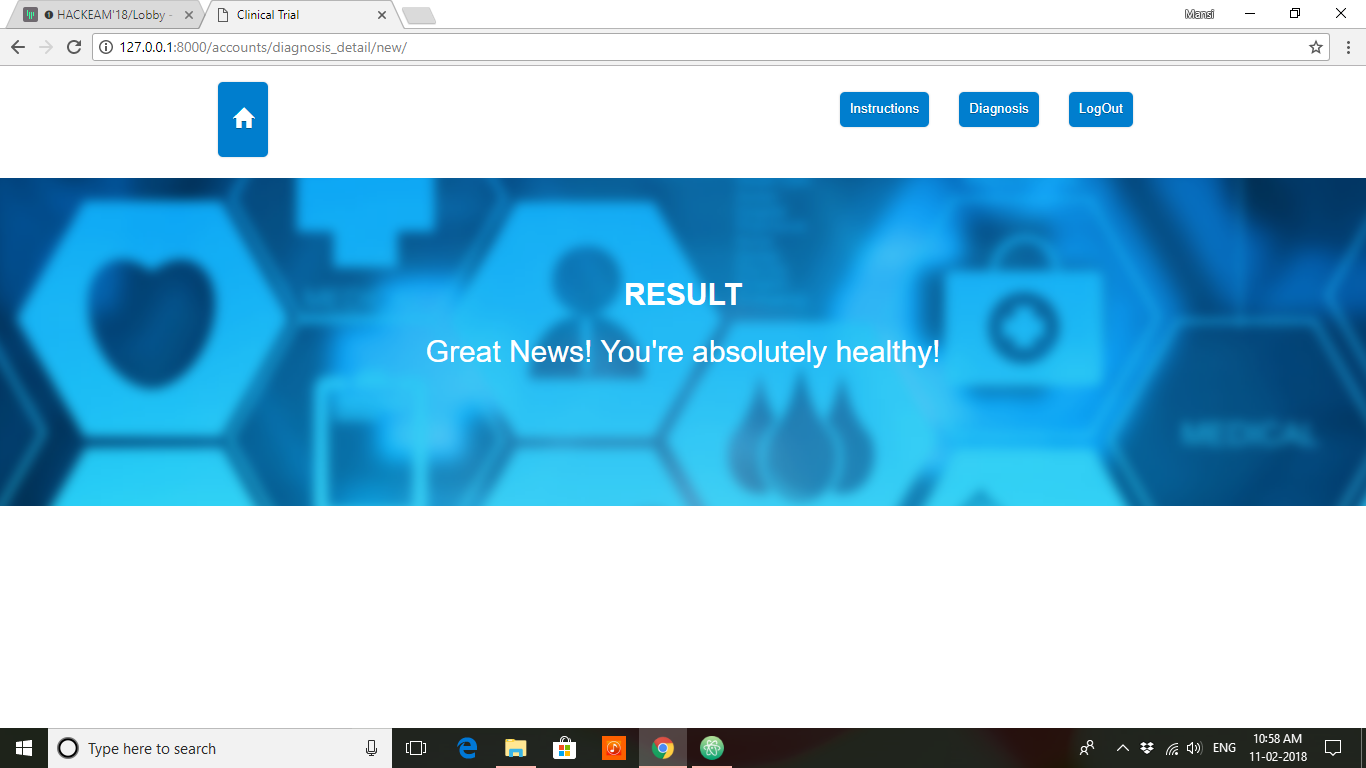 HACKEAM'18/Lobby -
Clinical Trial
Mansi
127.0.0.1:8000/accounts/diagnosis_detail/new/
Instructions
Diagnosis
LogOut
RESULT
Great News! You're absolutely healthy!
MEDICAL
Type here to search
ENG
10:58 AM
11-02-2018